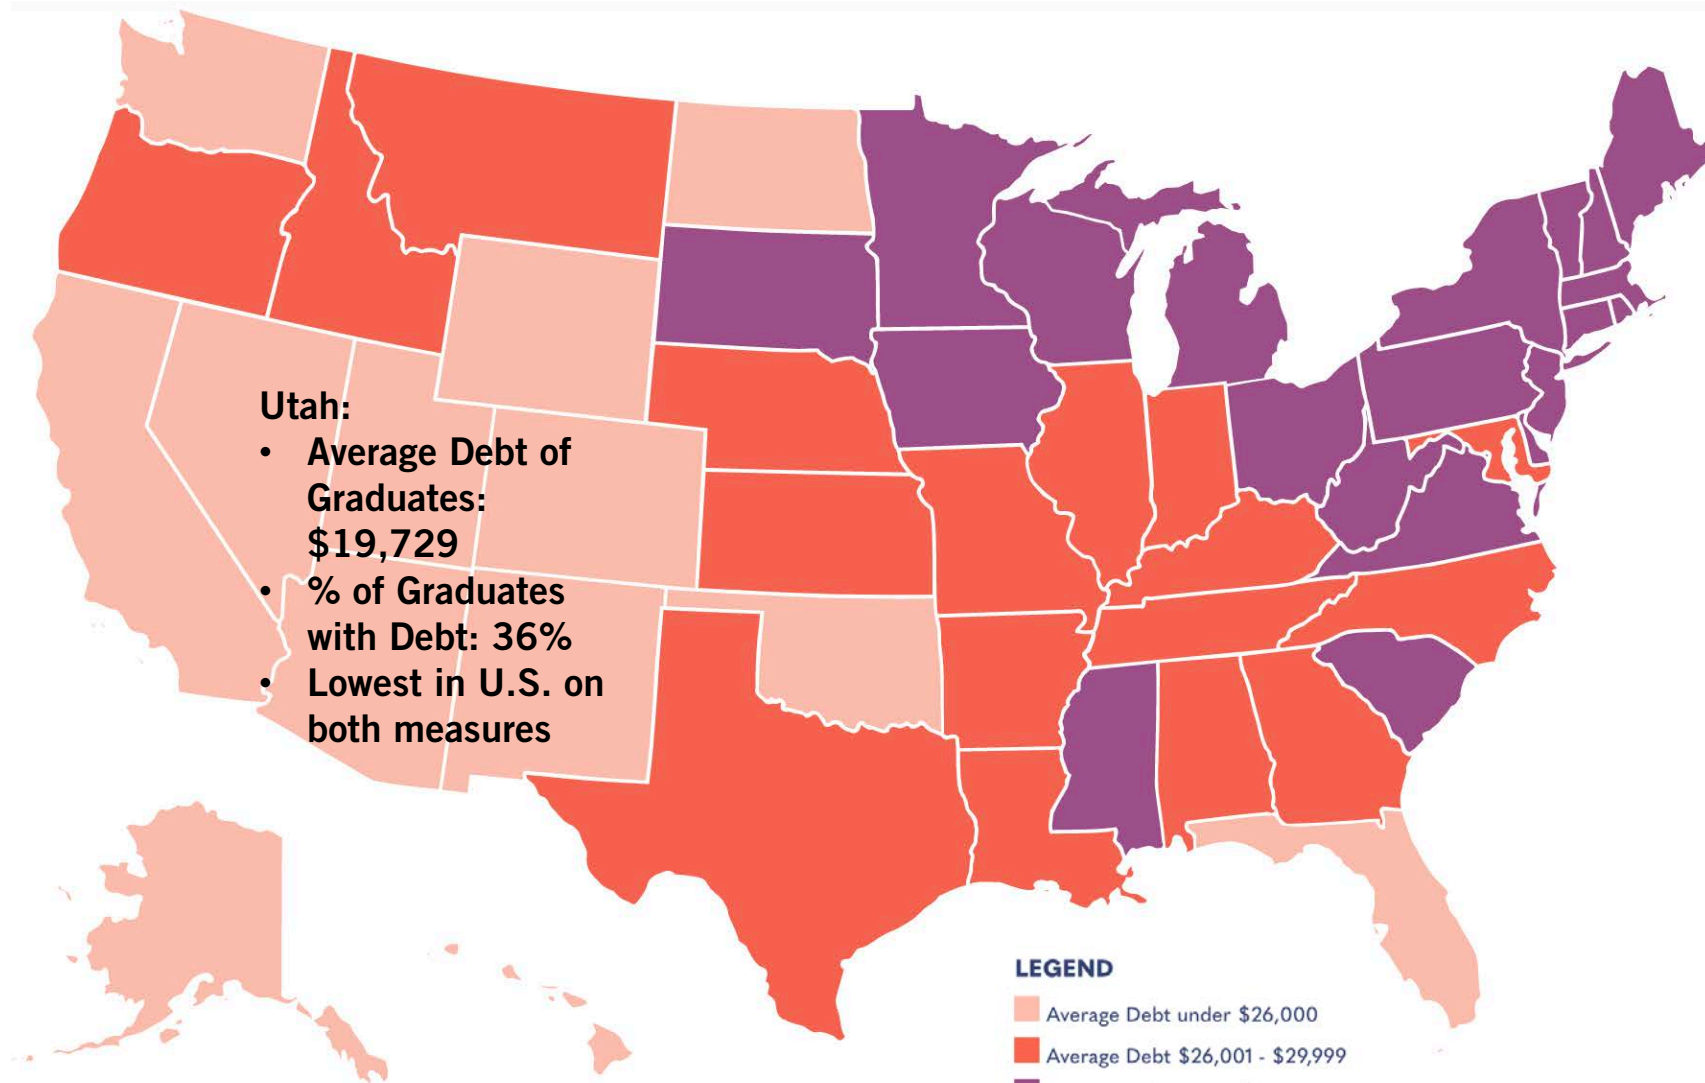 Utah:
• Average Debt of
Graduates:
$19,729
• % of Graduates
with Debt: 36%
• Lowest in U.S. on
both measures
LEGEND
Average Debt under $26,000
Average Debt $26,001 - $29,999